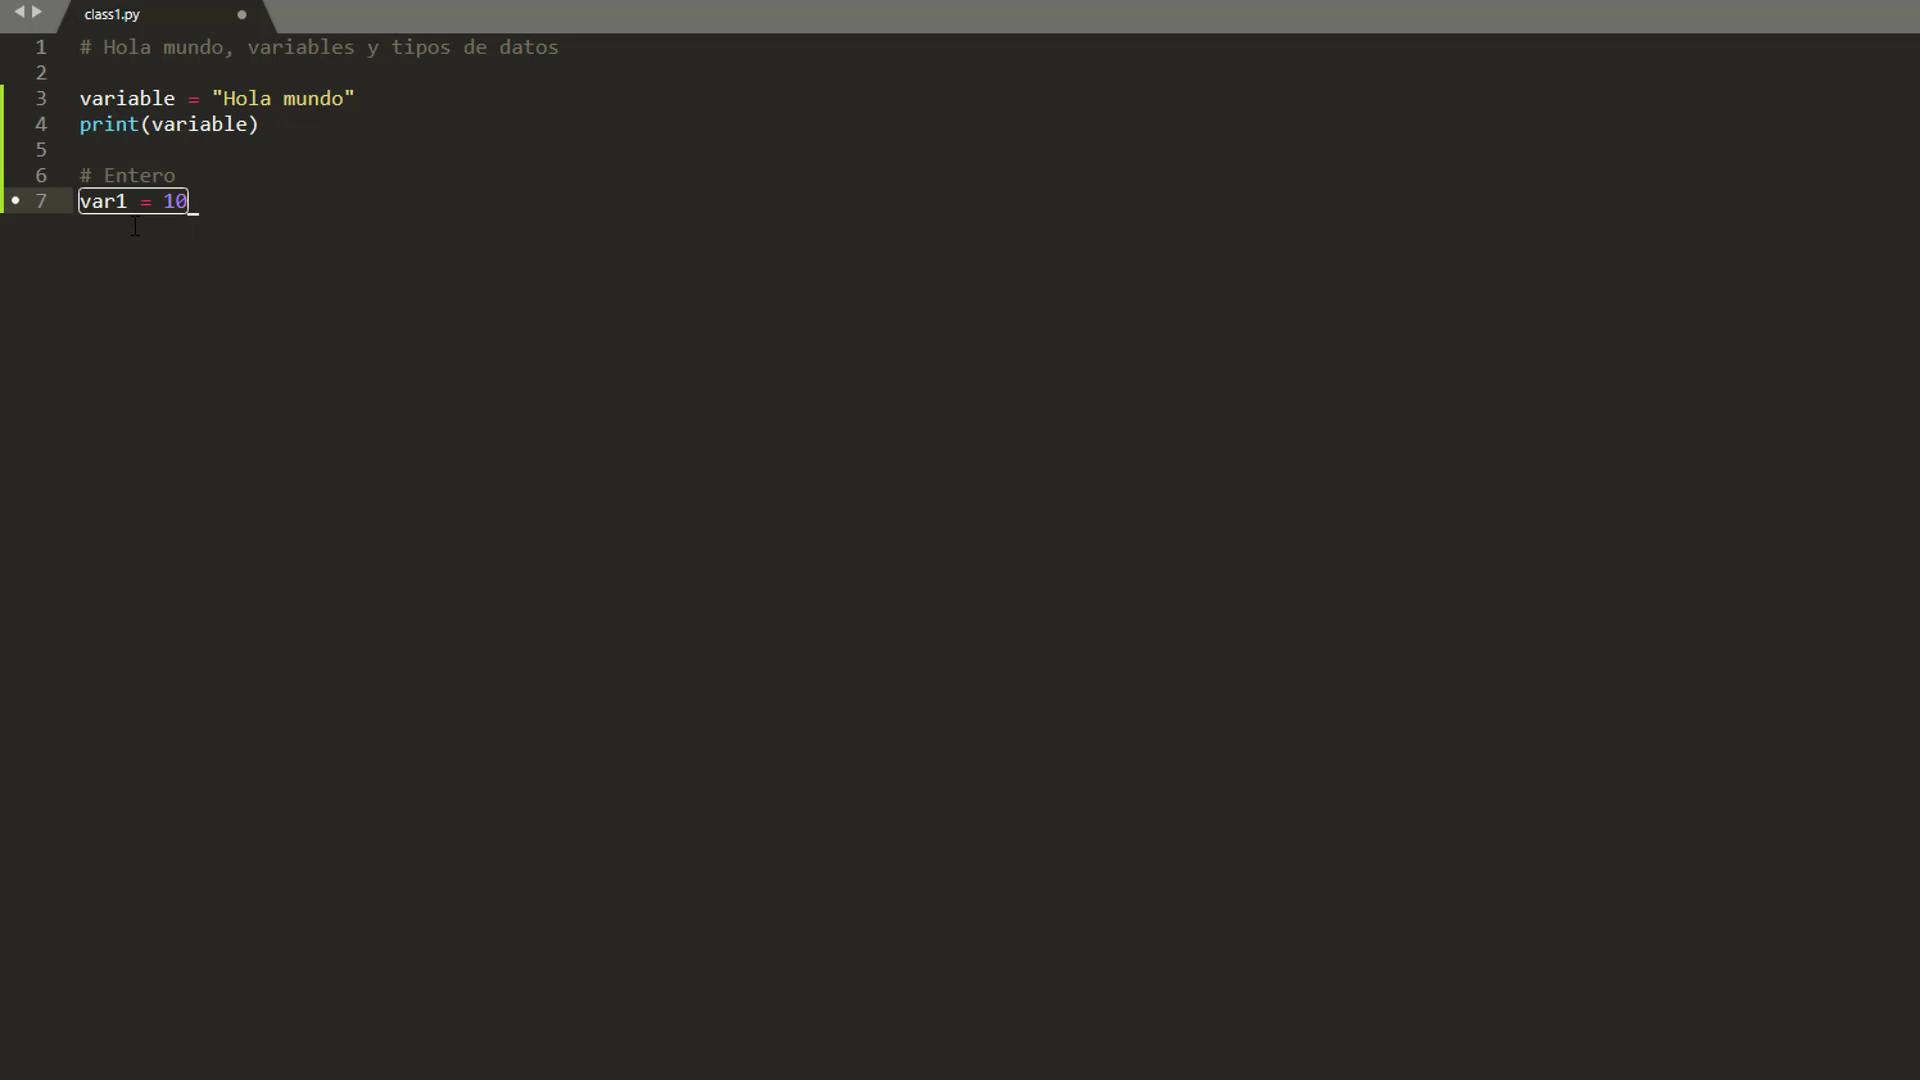 class1.py
1 # Hola mundo, variables y tipos de datos
2
3 variable = "Hola mundo"
4 print(variable)
5
6 # Entero
7 var1 = 10